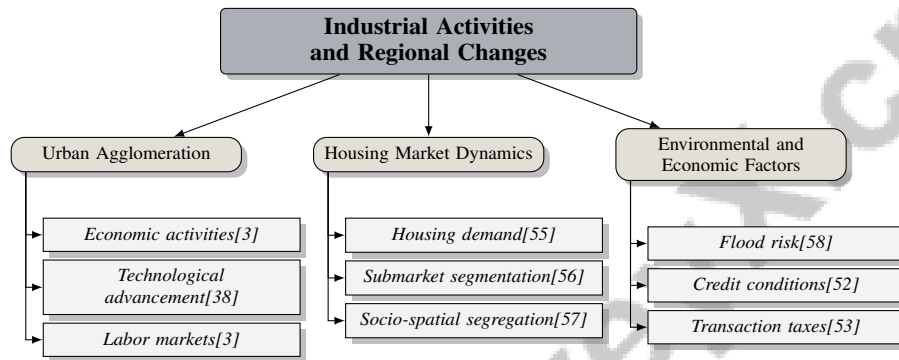 Industrial Activities
and Regional Changes
Urban Agglomeration
Economic activities[3]
Technological
advancement[38]
Labor markets[3]
Housing Market Dynamics
Housing demand[55]
Submarket segmentation[56]
Socio-spatial segregation[57]
Environmental and
Economic Factors
Flood risk[58]
Credit conditions[52]
Transaction taxes[53]